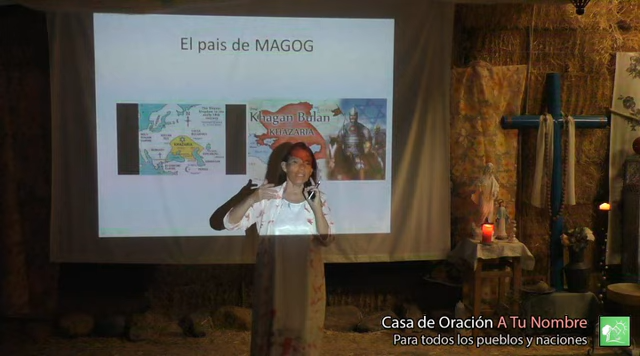 El pais de MAGOG
Khagan Bulan
KHAZARIA
Casa de Oración A Tu Nombre
Para todos los pueblos y naciones